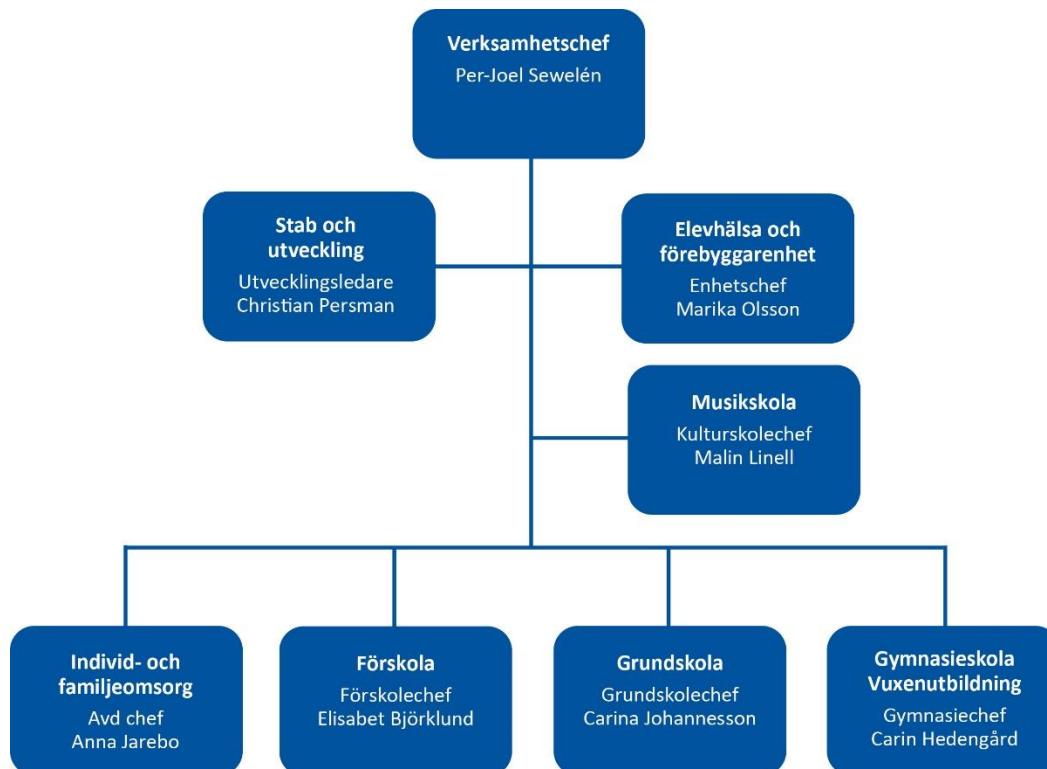 Verksamhetschef
Per-Joel Sewelén
Stab och
utveckling
Utvecklingsledare
Christian Persman
Elevhälsa och
förebyggarenhet
Enhetschef
Marika Olsson
Musikskola
Kulturskolechef
Malin Linell
Individ- och
familjeomsorg
Avd chef
Anna Jarebo
Förskola
Förskolechef
Elisabet Björklund
Grundskola
Grundskolechef
Carina Johannesson
Gymnasieskola
Vuxenutbildning
Gymnasiechef
Carin Hedengård